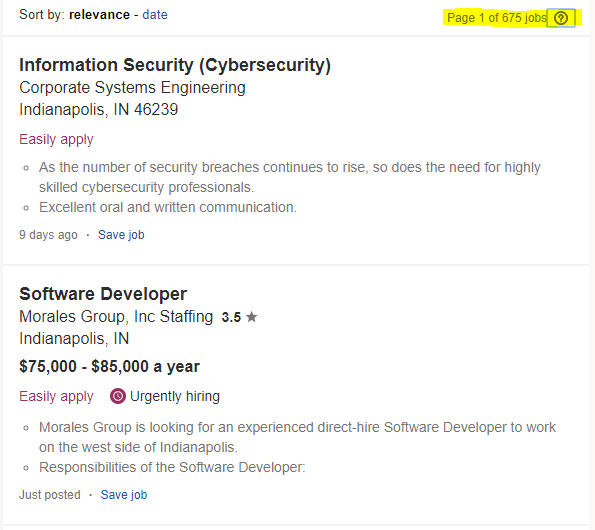 Sort by: relevance - date
Page 1 of 675 jobs ?
Information Security (Cybersecurity)
Corporate Systems Engineering
Indianapolis, IN 46239
Easily apply
As the number of security breaches continues to rise, so does the need for highly
skilled cybersecurity professionals.
Excellent oral and written communication.
9 days ago · Save job
Software Developer
Morales Group, Inc Staffing 3.5 ★
Indianapolis, IN
$75,000 - $85,000 a year
Easily apply Urgently hiring
Morales Group is looking for an experienced direct-hire Software Developer to work
on the west side of Indianapolis.
Responsibilities of the Software Developer:
Just posted · Save job